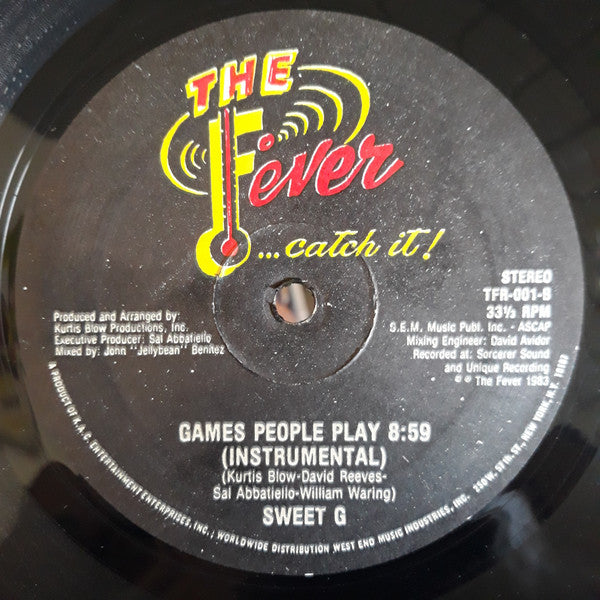 THE
Fever
...catch it!
STEREO
TFR-001-B
33⅓ RPM
Produced and Arranged by:
Kurtis Blow Productions, Inc.
Executive Producer: Sal Abbatiello
Mixed by: John "Jellybean" Benitez
S.E.M. Music Publ. Inc. - ASCAP
Mixing Engineer: David Avidor
Recorded at: Sorcerer Sound
and Unique Recording
℗ © The Fever 1983
GAMES PEOPLE PLAY 8:59
(INSTRUMENTAL)
(Kurtis Blow-David Reeves-
Sal Abbatiello-William Waring)
SWEET G
A PRODUCT OF K.A.C. ENTERTAINMENT ENTERPRISES, INC., WORLDWIDE DISTRIBUTION WEST END MUSIC INDUSTRIES, INC. 250 W. 57th. ST., NEW YORK, N.Y. 10107